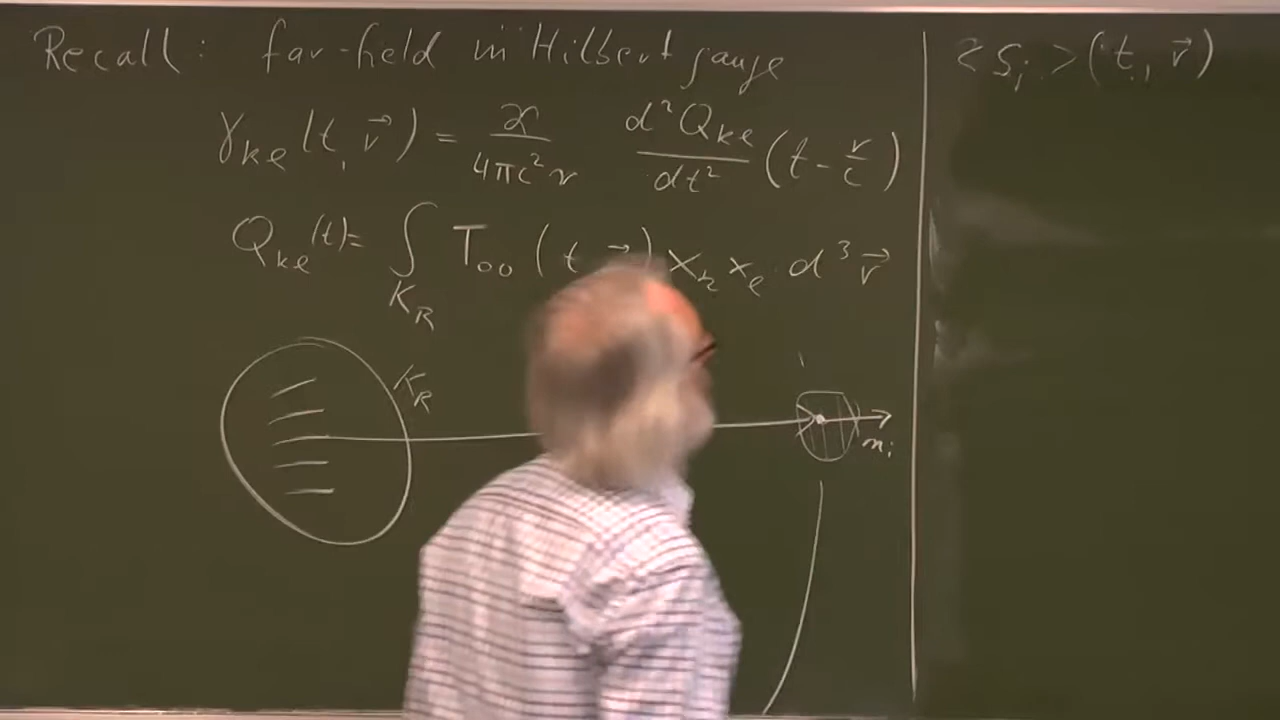 Recall: far-field in Hilbert gauge
γ_kl (t, r⃗) = ϰ / 4πc²r d²Q_kl / dt² (t - r/c)
Q_kl (t) = ∫_{K_R} T_00 (t, r⃗) x_k x_l d³r⃗
K_R
n_i
<S_i>(t, r⃗)